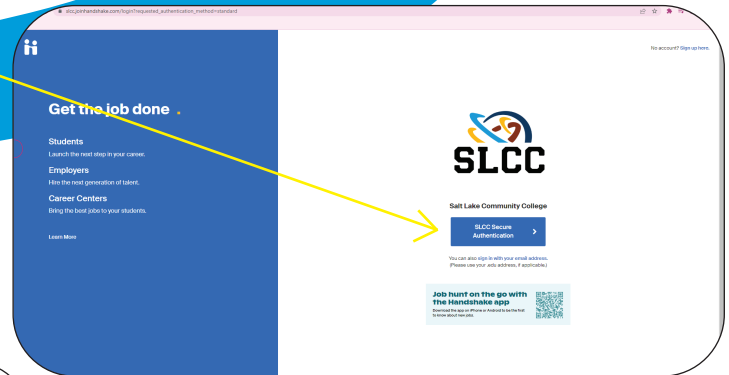 slcc.joinhandshake.com/login?requested_authentication_method=standard
No account? Sign up here.
Get the job done .
Students
Launch the next step in your career.
Employers
Hire the next generation of talent.
Career Centers
Bring the best jobs to your students.
Learn More
SLCC
Salt Lake Community College
SLCC Secure
Authentication
You can also sign in with your email address.
(Please use your .edu address, if applicable.)
Job hunt on the go with
the Handshake app
Download the app on iPhone or Android to be the first
to know about new jobs.